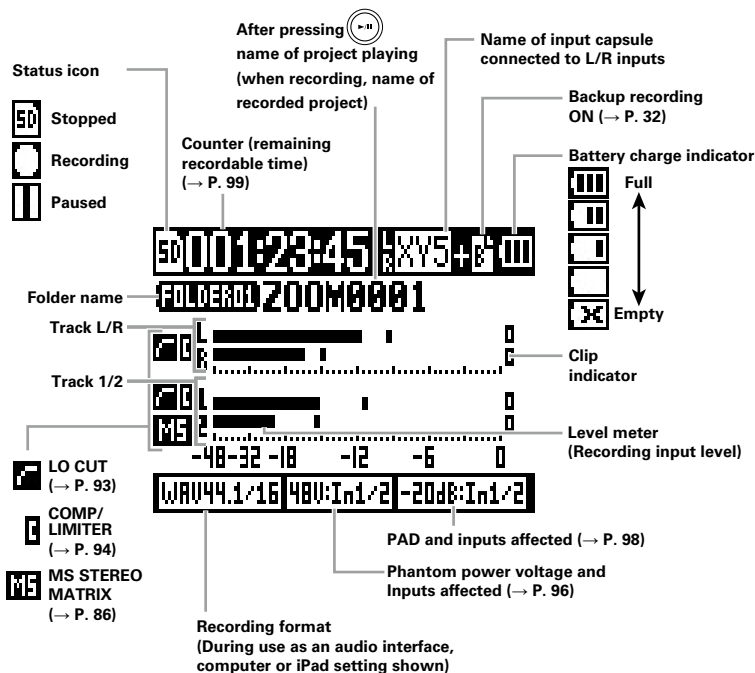 After pressing
name of project playing
(when recording, name of
recorded project)
Name of input capsule
connected to L/R inputs
Status icon
SD Stopped
Recording
Paused
Counter (remaining
recordable time)
(→ P. 99)
Backup recording
ON (→ P. 32)
Battery charge indicator
Full
Empty
SD 001:23:45 LR XY5+B
Folder name
FOLDER01 ZOOM0001
Track L/R
L
R
Clip
indicator
Track 1/2
1
MS 2
Level meter
(Recording input level)
-48 -32 -18 -12 -6 0
LO CUT
(→ P. 93)
WAV44.1/16 48V:In1/2 -20dB:In1/2
COMP/
LIMITER
(→ P. 94)
PAD and inputs affected (→ P. 98)
MS MS STEREO
MATRIX
(→ P. 86)
Phantom power voltage and
Inputs affected (→ P. 96)
Recording format
(During use as an audio interface,
computer or iPad setting shown)